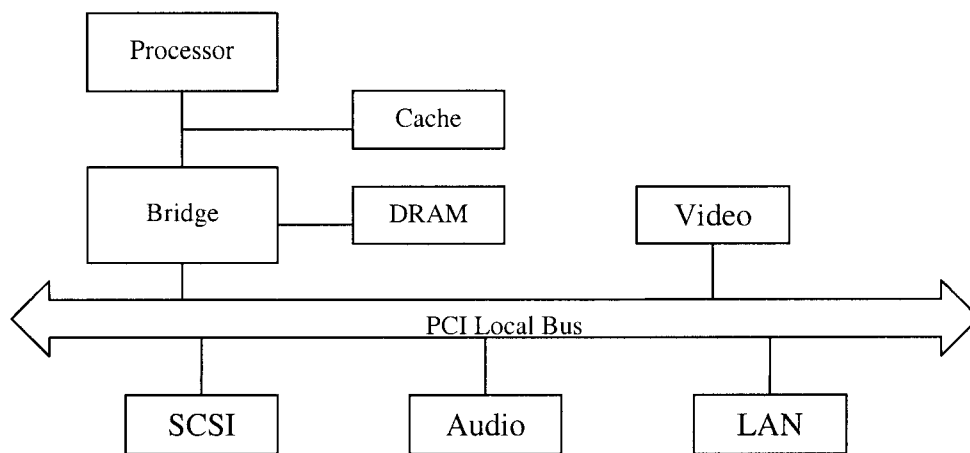 Processor
Cache
Bridge
DRAM
Video
PCI Local Bus
SCSI
Audio
LAN